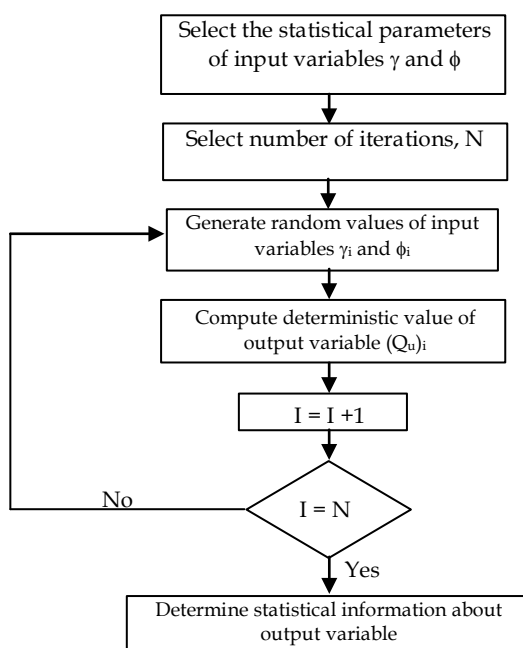 Select the statistical parameters
of input variables γ and ϕ
Select number of iterations, N
Generate random values of input
variables γi and ϕi
Compute deterministic value of
output variable (Qu)i
I = I +1
No
I = N
Yes
Determine statistical information about
output variable